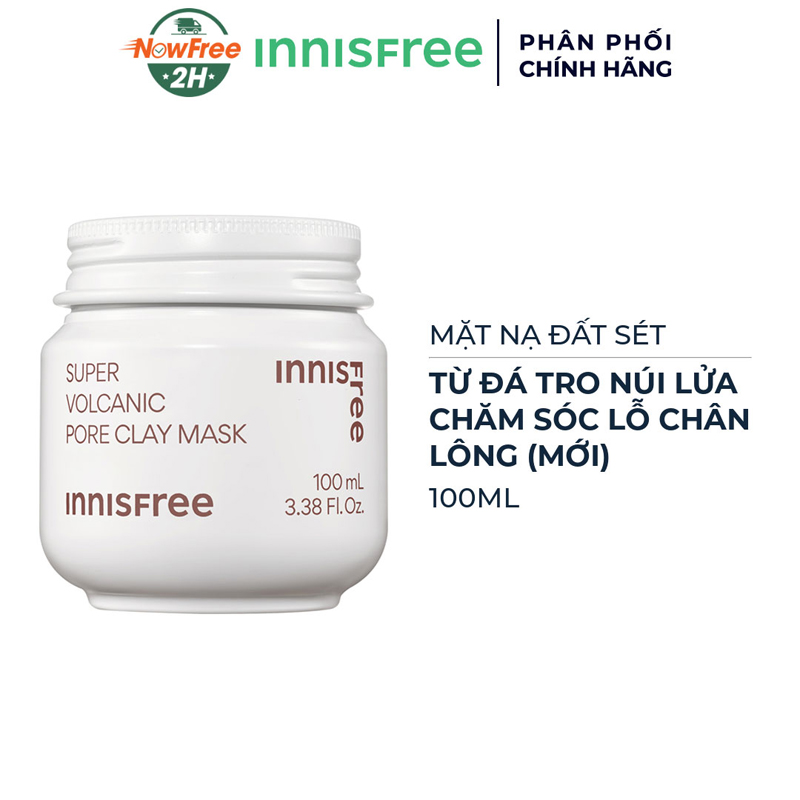 NowFree
2H
INNISFree
PHÂN PHỐI
CHÍNH HÃNG
SUPER
VOLCANIC
PORE CLAY MASK
INNISFree
INNISFree
100 mL
3.38 Fl.Oz.
MẶT NẠ ĐẤT SÉT
TỪ ĐÁ TRO NÚI LỬA
CHĂM SÓC LỖ CHÂN
LÔNG (MỚI)
100ML